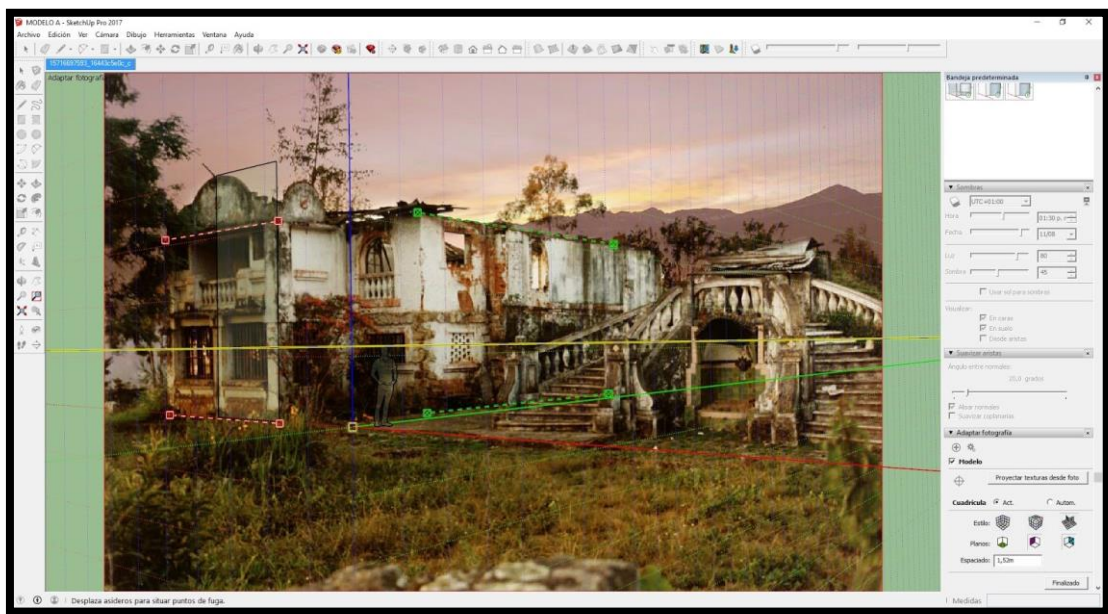 MODELO A - SketchUp Pro 2017
Archivo Edición Ver Cámara Dibujo Herramientas Ventana Ayuda
Adaptar fotografí
Bandeja predeterminada
Sombras
UTC+01:00
Hora 01:30 p.
Fecha 11/08
Luz 80
Sombra 45
Usar sol para sombras
Visualizar:
En caras
En suelo
Desde aristas
Suavizar aristas
Ángulo entre normales:
20,0 grados
Alisar normales
Suavizar coplanarias
Adaptar fotografía
Modelo
Proyectar texturas desde foto
Cuadrícula Act. Autom.
Estilo:
Planos:
Espaciado: 1,52m
Finalizado
Desplaza asideros para situar puntos de fuga.
Medidas